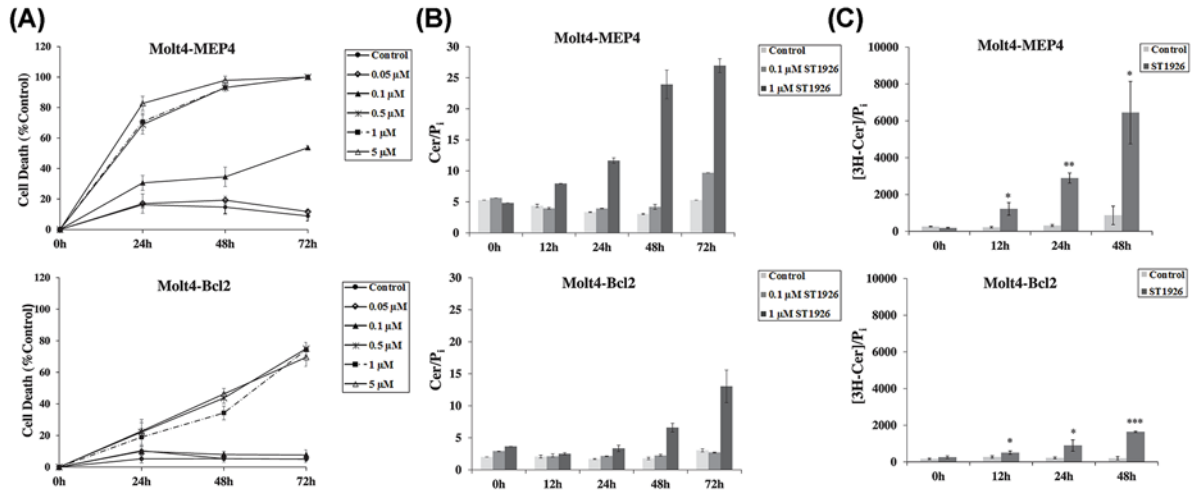 (A)
Molt4-MEP4
Cell Death (%Control)
120
100
80
60
40
20
0
0h 24h 48h 72h
Control
0.05 µM
0.1 µM
0.5 µM
1 µM
5 µM
Molt4-Bcl2
Cell Death (%Control)
120
100
80
60
40
20
0
0h 24h 48h 72h
Control
0.05 µM
0.1 µM
0.5 µM
1 µM
5 µM
(B)
Molt4-MEP4
Cer/Pi
30
25
20
15
10
5
0
0h 12h 24h 48h 72h
Control
0.1 µM ST1926
1 µM ST1926
Molt4-Bcl2
Cer/Pi
30
25
20
15
10
5
0
0h 12h 24h 48h 72h
Control
0.1 µM ST1926
1 µM ST1926
(C)
Molt4-MEP4
[3H-Cer]/Pi
10000
8000
6000
4000
2000
0
* ** *
0h 12h 24h 48h
Control
ST1926
Molt4-Bcl2
[3H-Cer]/Pi
10000
8000
6000
4000
2000
0
* * ***
0h 12h 24h 48h
Control
ST1926